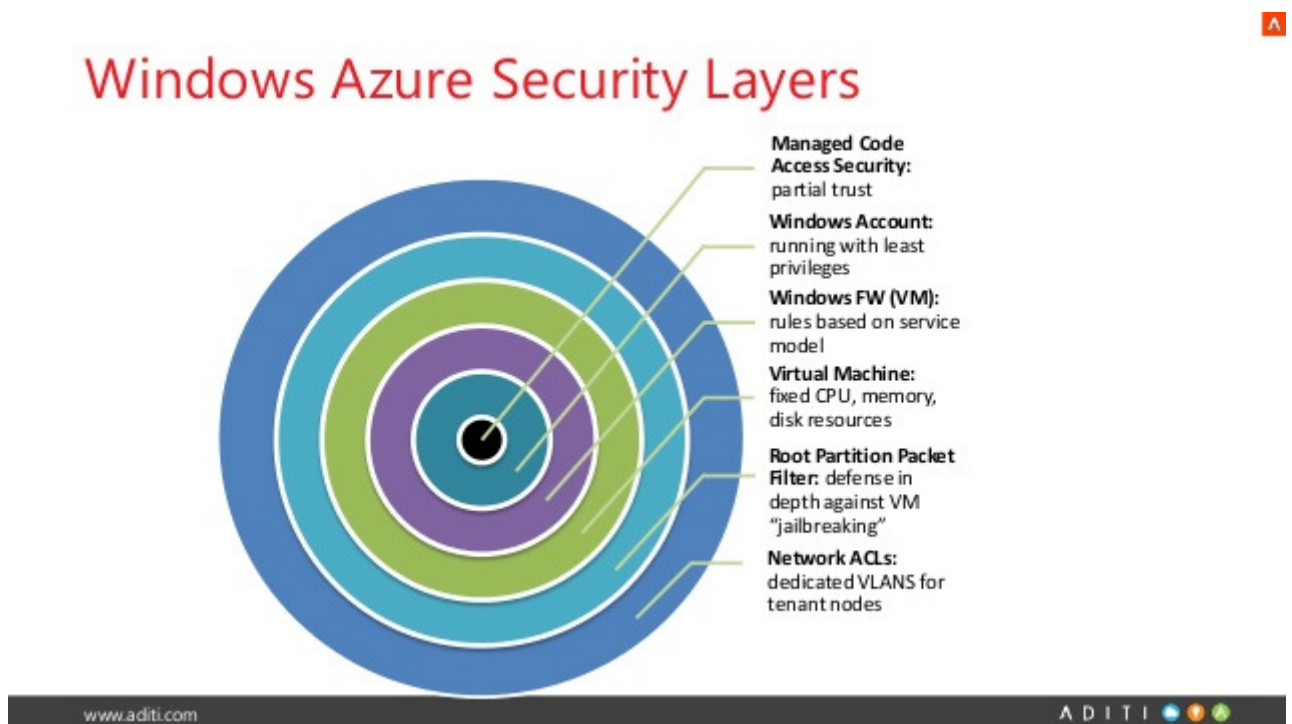 Windows Azure Security Layers
Managed Code
Access Security:
partial trust
Windows Account:
running with least
privileges
Windows FW (VM):
rules based on service
model
Virtual Machine:
fixed CPU, memory,
disk resources
Root Partition Packet
Filter: defense in
depth against VM
“jailbreaking”
Network ACLs:
dedicated VLANS for
tenant nodes
www.aditi.com
ADITI